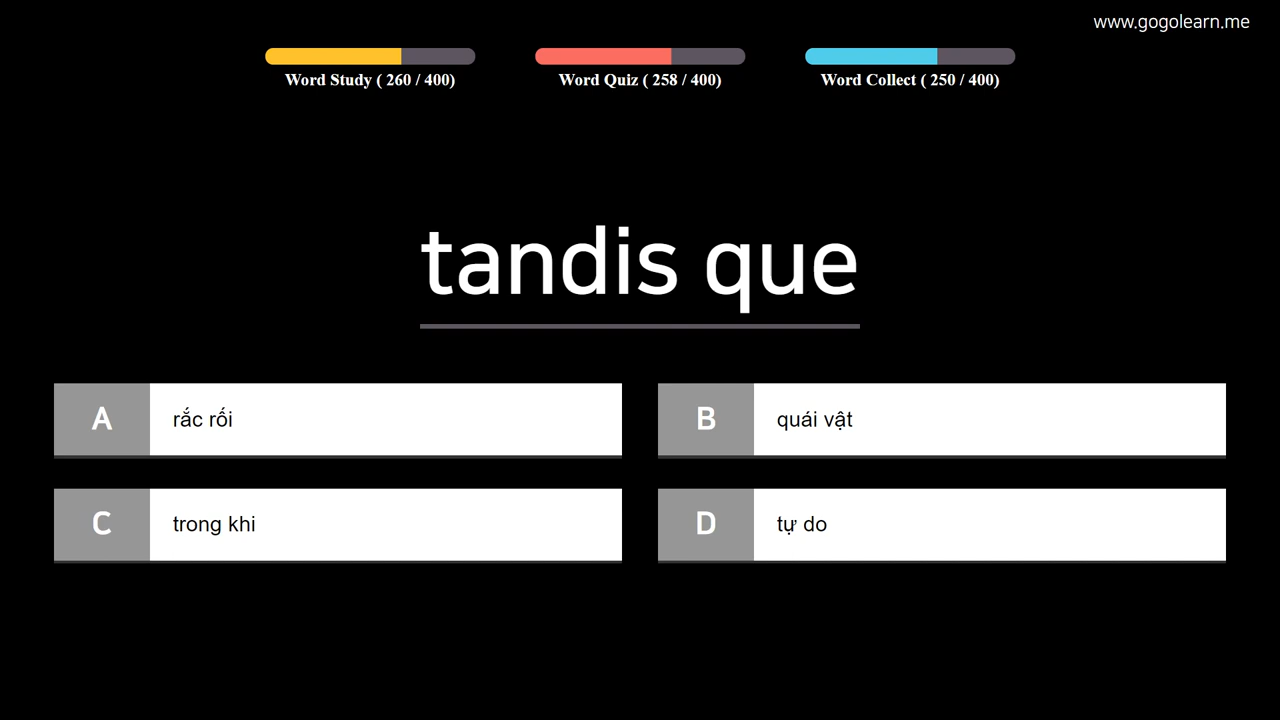 www.gogolearn.me
Word Study ( 260 / 400)
Word Quiz ( 258 / 400)
Word Collect ( 250 / 400)
tandis que
A rắc rối
B quái vật
C trong khi
D tự do